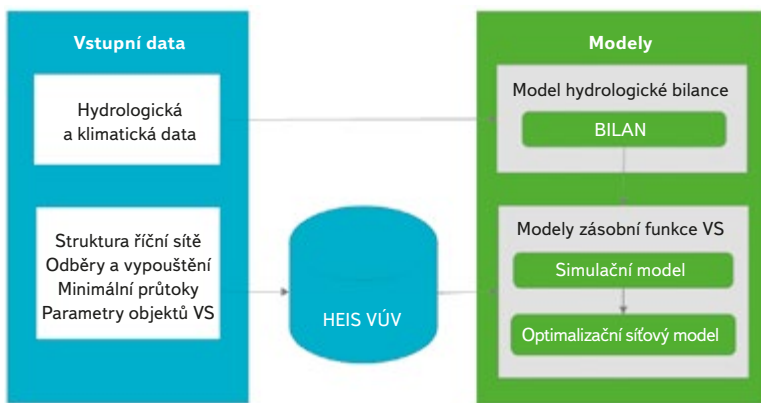 Vstupní data
Hydrologická
a klimatická data
Struktura říční sítě
Odběry a vypouštění
Minimální průtoky
Parametry objektů VS
HEIS VÚV
Modely
Model hydrologické bilance
BILAN
Modely zásobní funkce VS
Simulační model
Optimalizační síťový model